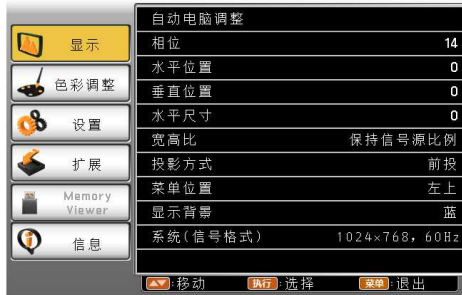 显示
色彩调整
设置
扩展
Memory
Viewer
信息
自动电脑调整
相位 14
水平位置 0
垂直位置 0
水平尺寸 0
宽高比 保持信号源比例
投影方式 前投
菜单位置 左上
显示背景 蓝
系统(信号格式) 1024×768, 60Hz
:移动 执行:选择 菜单:退出